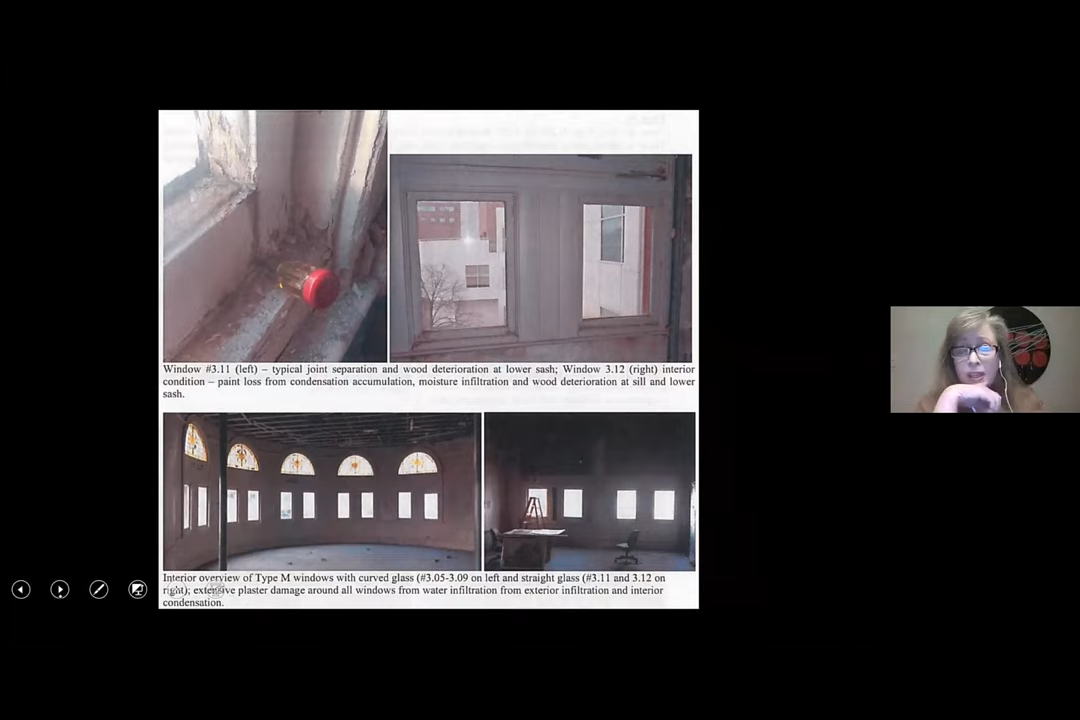 Window #3.11 (left) – typical joint separation and wood deterioration at lower sash; Window 3.12 (right) interior
condition – paint loss from condensation accumulation, moisture infiltration and wood deterioration at sill and lower
sash.
Interior overview of Type M windows with curved glass (#3.05-3.09 on left and straight glass (#3.11 and 3.12 on
right); extensive plaster damage around all windows from water infiltration from exterior infiltration and interior
condensation.